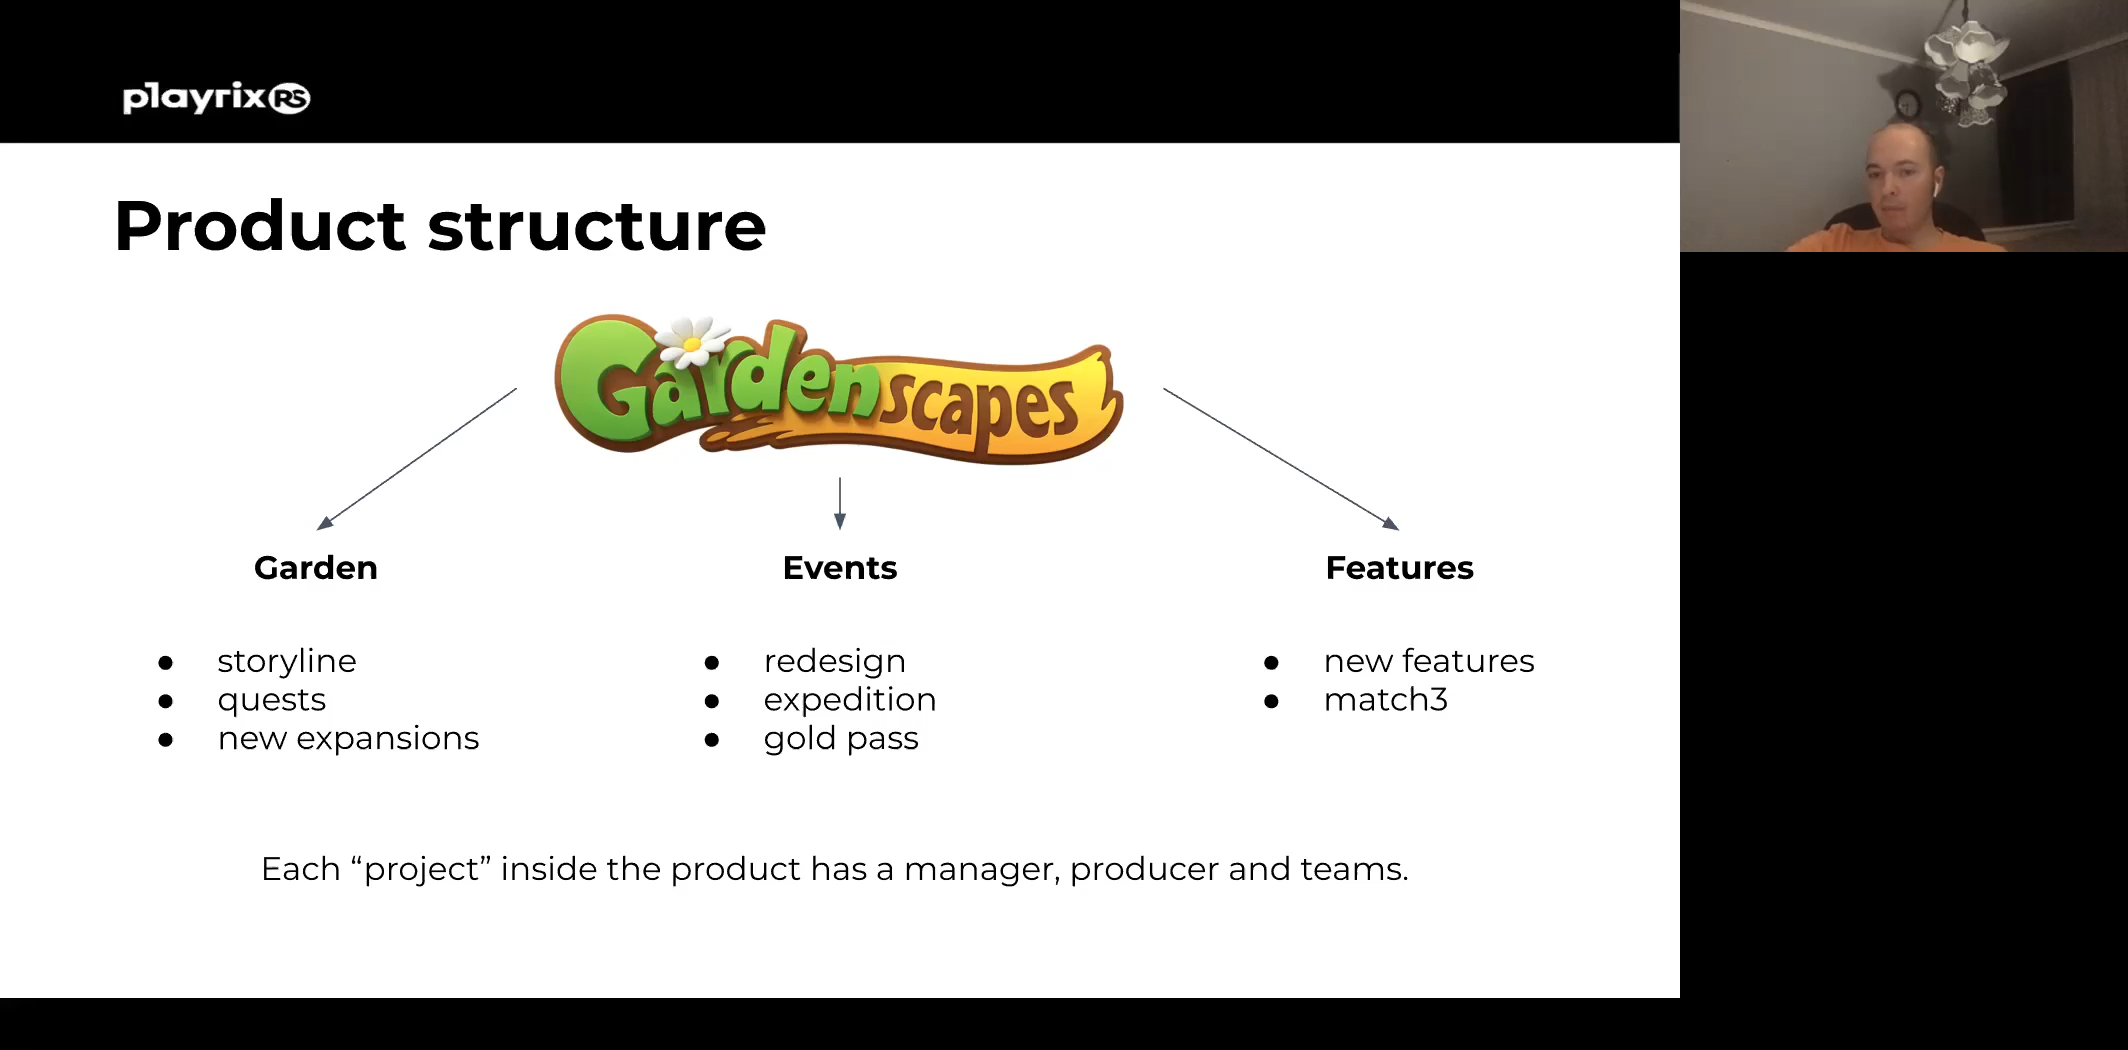 playrix RS
Product structure
Gardenscapes
Garden
Events
Features
storyline
quests
new expansions
redesign
expedition
gold pass
new features
match3
Each “project” inside the product has a manager, producer and teams.